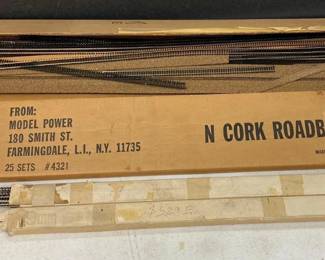 FROM:
MODEL POWER
180 SMITH ST.
FARMINGDALE, L.I., N.Y. 11735
25 SETS #4321
N CORK ROADB